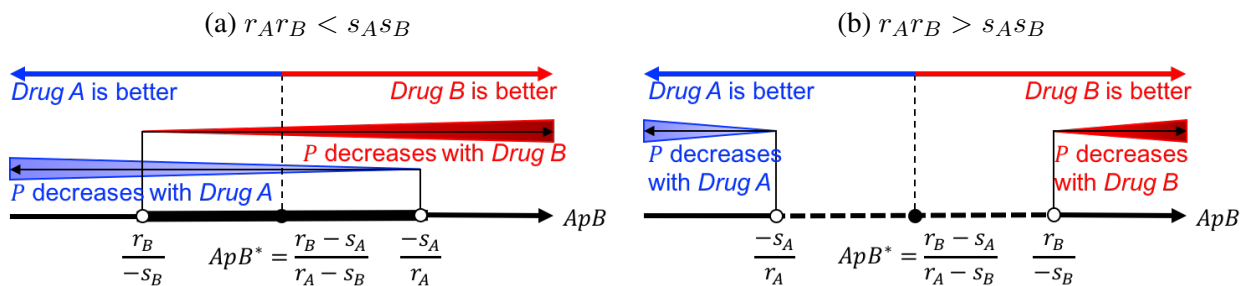 (a) r_A r_B < s_A s_B
Drug A is better
Drug B is better
P decreases with Drug B
P decreases with Drug A
ApB
r_B / -s_B
ApB* = (r_B - s_A) / (r_A - s_B)
-s_A / r_A
(b) r_A r_B > s_A s_B
Drug A is better
Drug B is better
P decreases
with Drug A
P decreases
with Drug B
ApB
-s_A / r_A
ApB* = (r_B - s_A) / (r_A - s_B)
r_B / -s_B